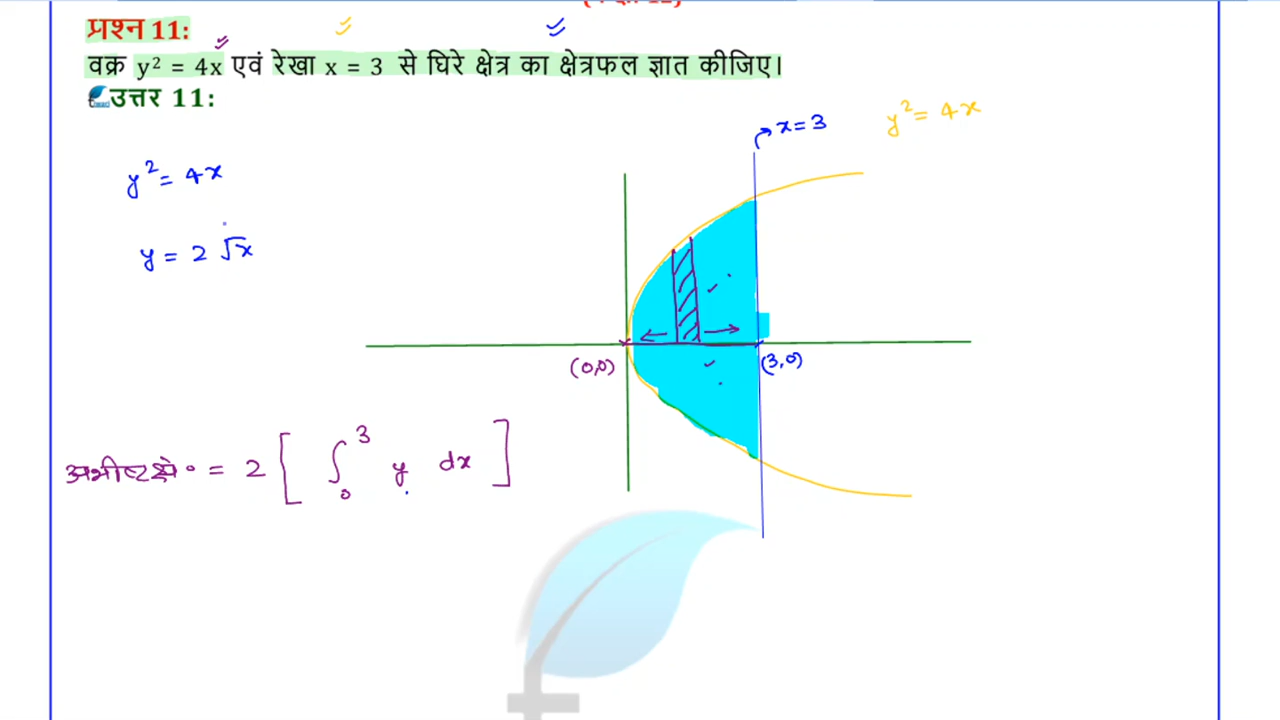 प्रश्न 11:
वक्र y² = 4x एवं रेखा x = 3 से घिरे क्षेत्र का क्षेत्रफल ज्ञात कीजिए।
उत्तर 11:
y² = 4x
x = 3
y² = 4x
y = 2 √x
(0,0)
(3,0)
अभीष्ट क्षे० = 2 [ ∫₀³ y dx ]